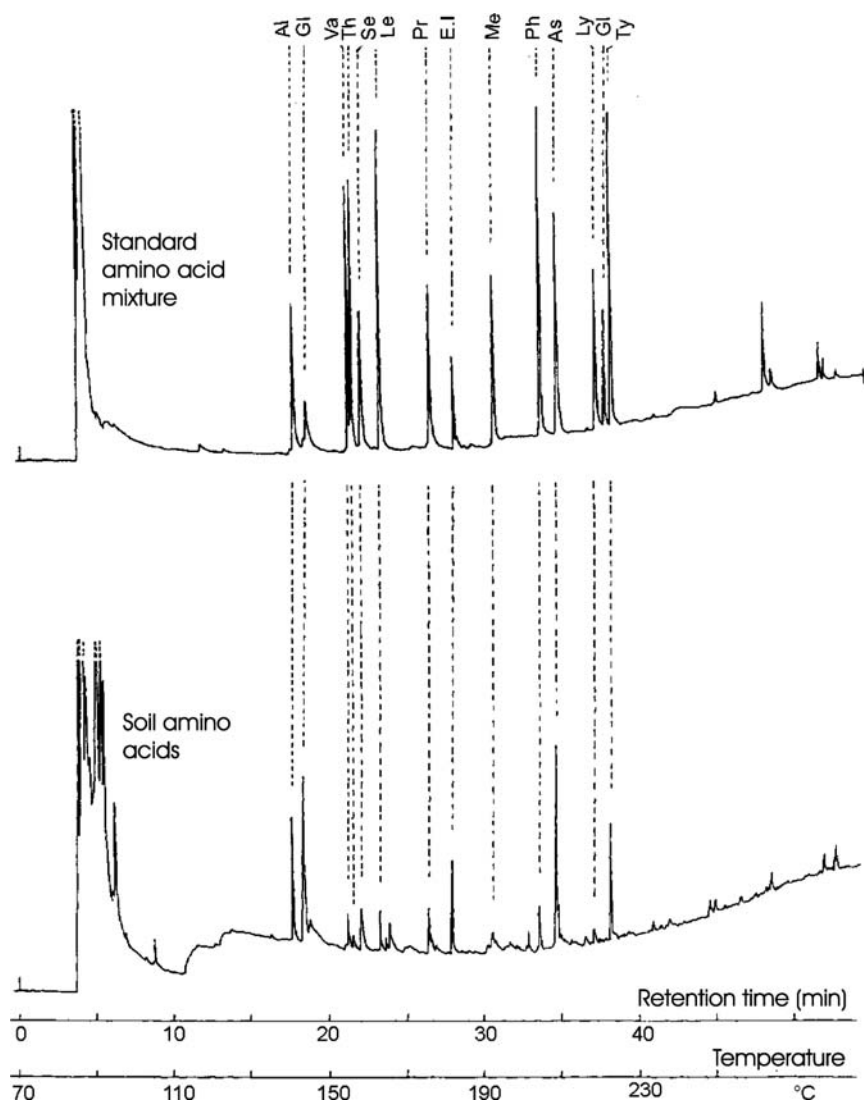 Al Gl Va Th Se Le Pr E.I Me Ph As Ly Gl Ty
Standard
amino acid
mixture
Soil amino
acids
Retention time (min)
0 10 20 30 40
Temperature
70 110 150 190 230 °C